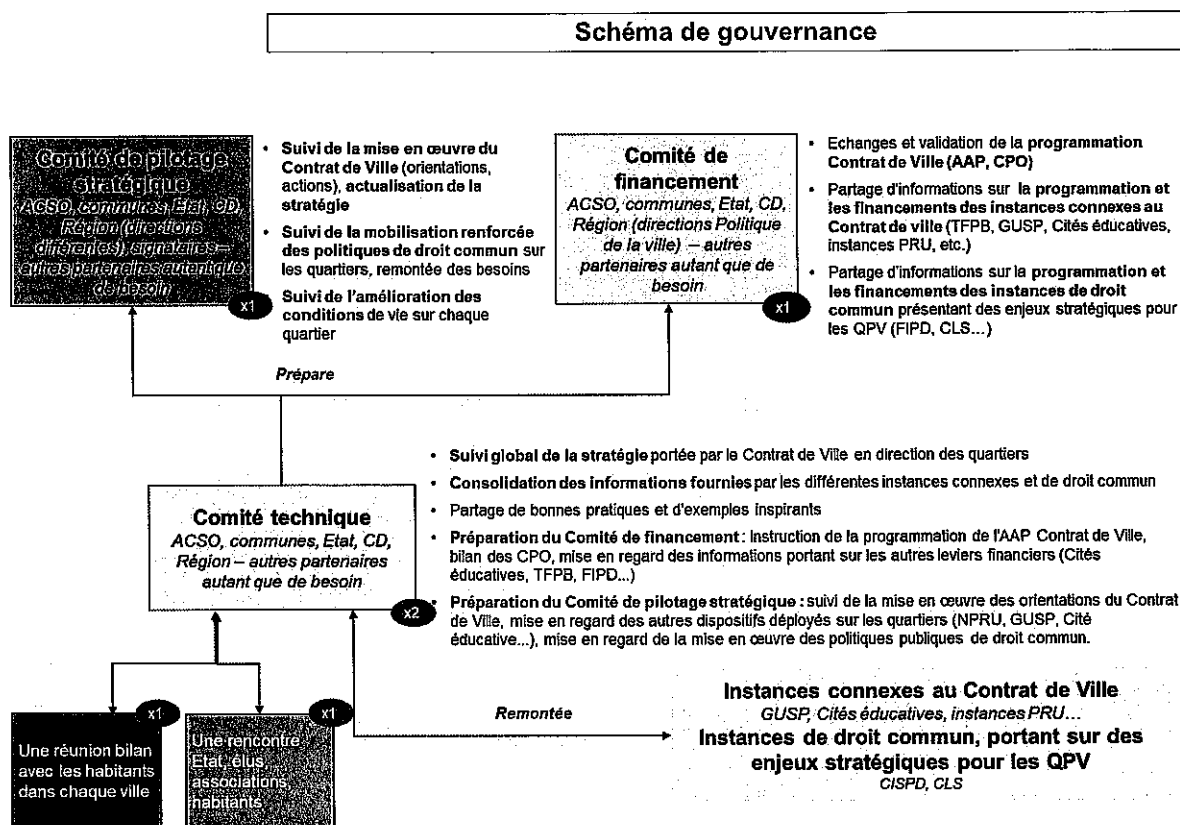 Schéma de gouvernance
Comité de pilotage
stratégique
ACSO, communes, Etat, CD,
Région (directions
différentes), signataires –
autres partenaires autant que
de besoin
x1
• Suivi de la mise en œuvre du
Contrat de Ville (orientations,
actions), actualisation de la
stratégie
• Suivi de la mobilisation renforcée
des politiques de droit commun sur
les quartiers, remontée des besoins
• Suivi de l'amélioration des
conditions de vie sur chaque
quartier
Comité de
financement
ACSO, communes, Etat, CD,
Région (directions Politique
de la ville) – autres
partenaires autant que de
besoin
x1
• Echanges et validation de la programmation
Contrat de Ville (AAP, CPO)
• Partage d'informations sur la programmation et
les financements des instances connexes au
Contrat de ville (TFPB, GUSP, Cités éducatives,
instances PRU, etc.)
• Partage d'informations sur la programmation et
les financements des instances de droit
commun présentant des enjeux stratégiques pour
les QPV (FIPD, CLS...)
Prépare
Comité technique
ACSO, communes, Etat, CD,
Région – autres partenaires
autant que de besoin
x2
• Suivi global de la stratégie portée par le Contrat de Ville en direction des quartiers
• Consolidation des informations fournies par les différentes instances connexes et de droit commun
• Partage de bonnes pratiques et d'exemples inspirants
• Préparation du Comité de financement : Instruction de la programmation de l'AAP Contrat de Ville,
bilan des CPO, mise en regard des informations portant sur les autres leviers financiers (Cités
éducatives, TFPB, FIPD...)
• Préparation du Comité de pilotage stratégique : suivi de la mise en œuvre des orientations du Contrat
de Ville, mise en regard des autres dispositifs déployés sur les quartiers (NPRU, GUSP, Cité
éducative...), mise en regard de la mise en œuvre des politiques publiques de droit commun.
x1
Une réunion bilan
avec les habitants
dans chaque ville
x1
Une rencontre
Etat, élus,
associations,
habitants
Remontée
Instances connexes au Contrat de Ville
GUSP, Cités éducatives, instances PRU...
Instances de droit commun, portant sur des
enjeux stratégiques pour les QPV
CISPD, CLS